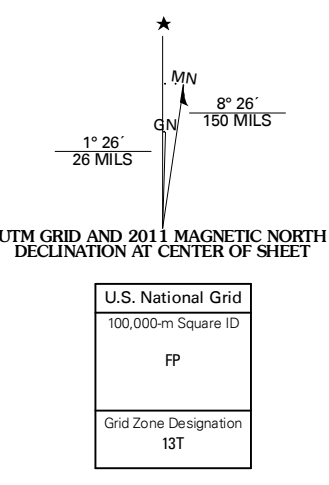 MN
GN
8° 26´
150 MILS
1° 26´
26 MILS
UTM GRID AND 2011 MAGNETIC NORTH
DECLINATION AT CENTER OF SHEET
U.S. National Grid
100,000-m Square ID
FP
Grid Zone Designation
13T